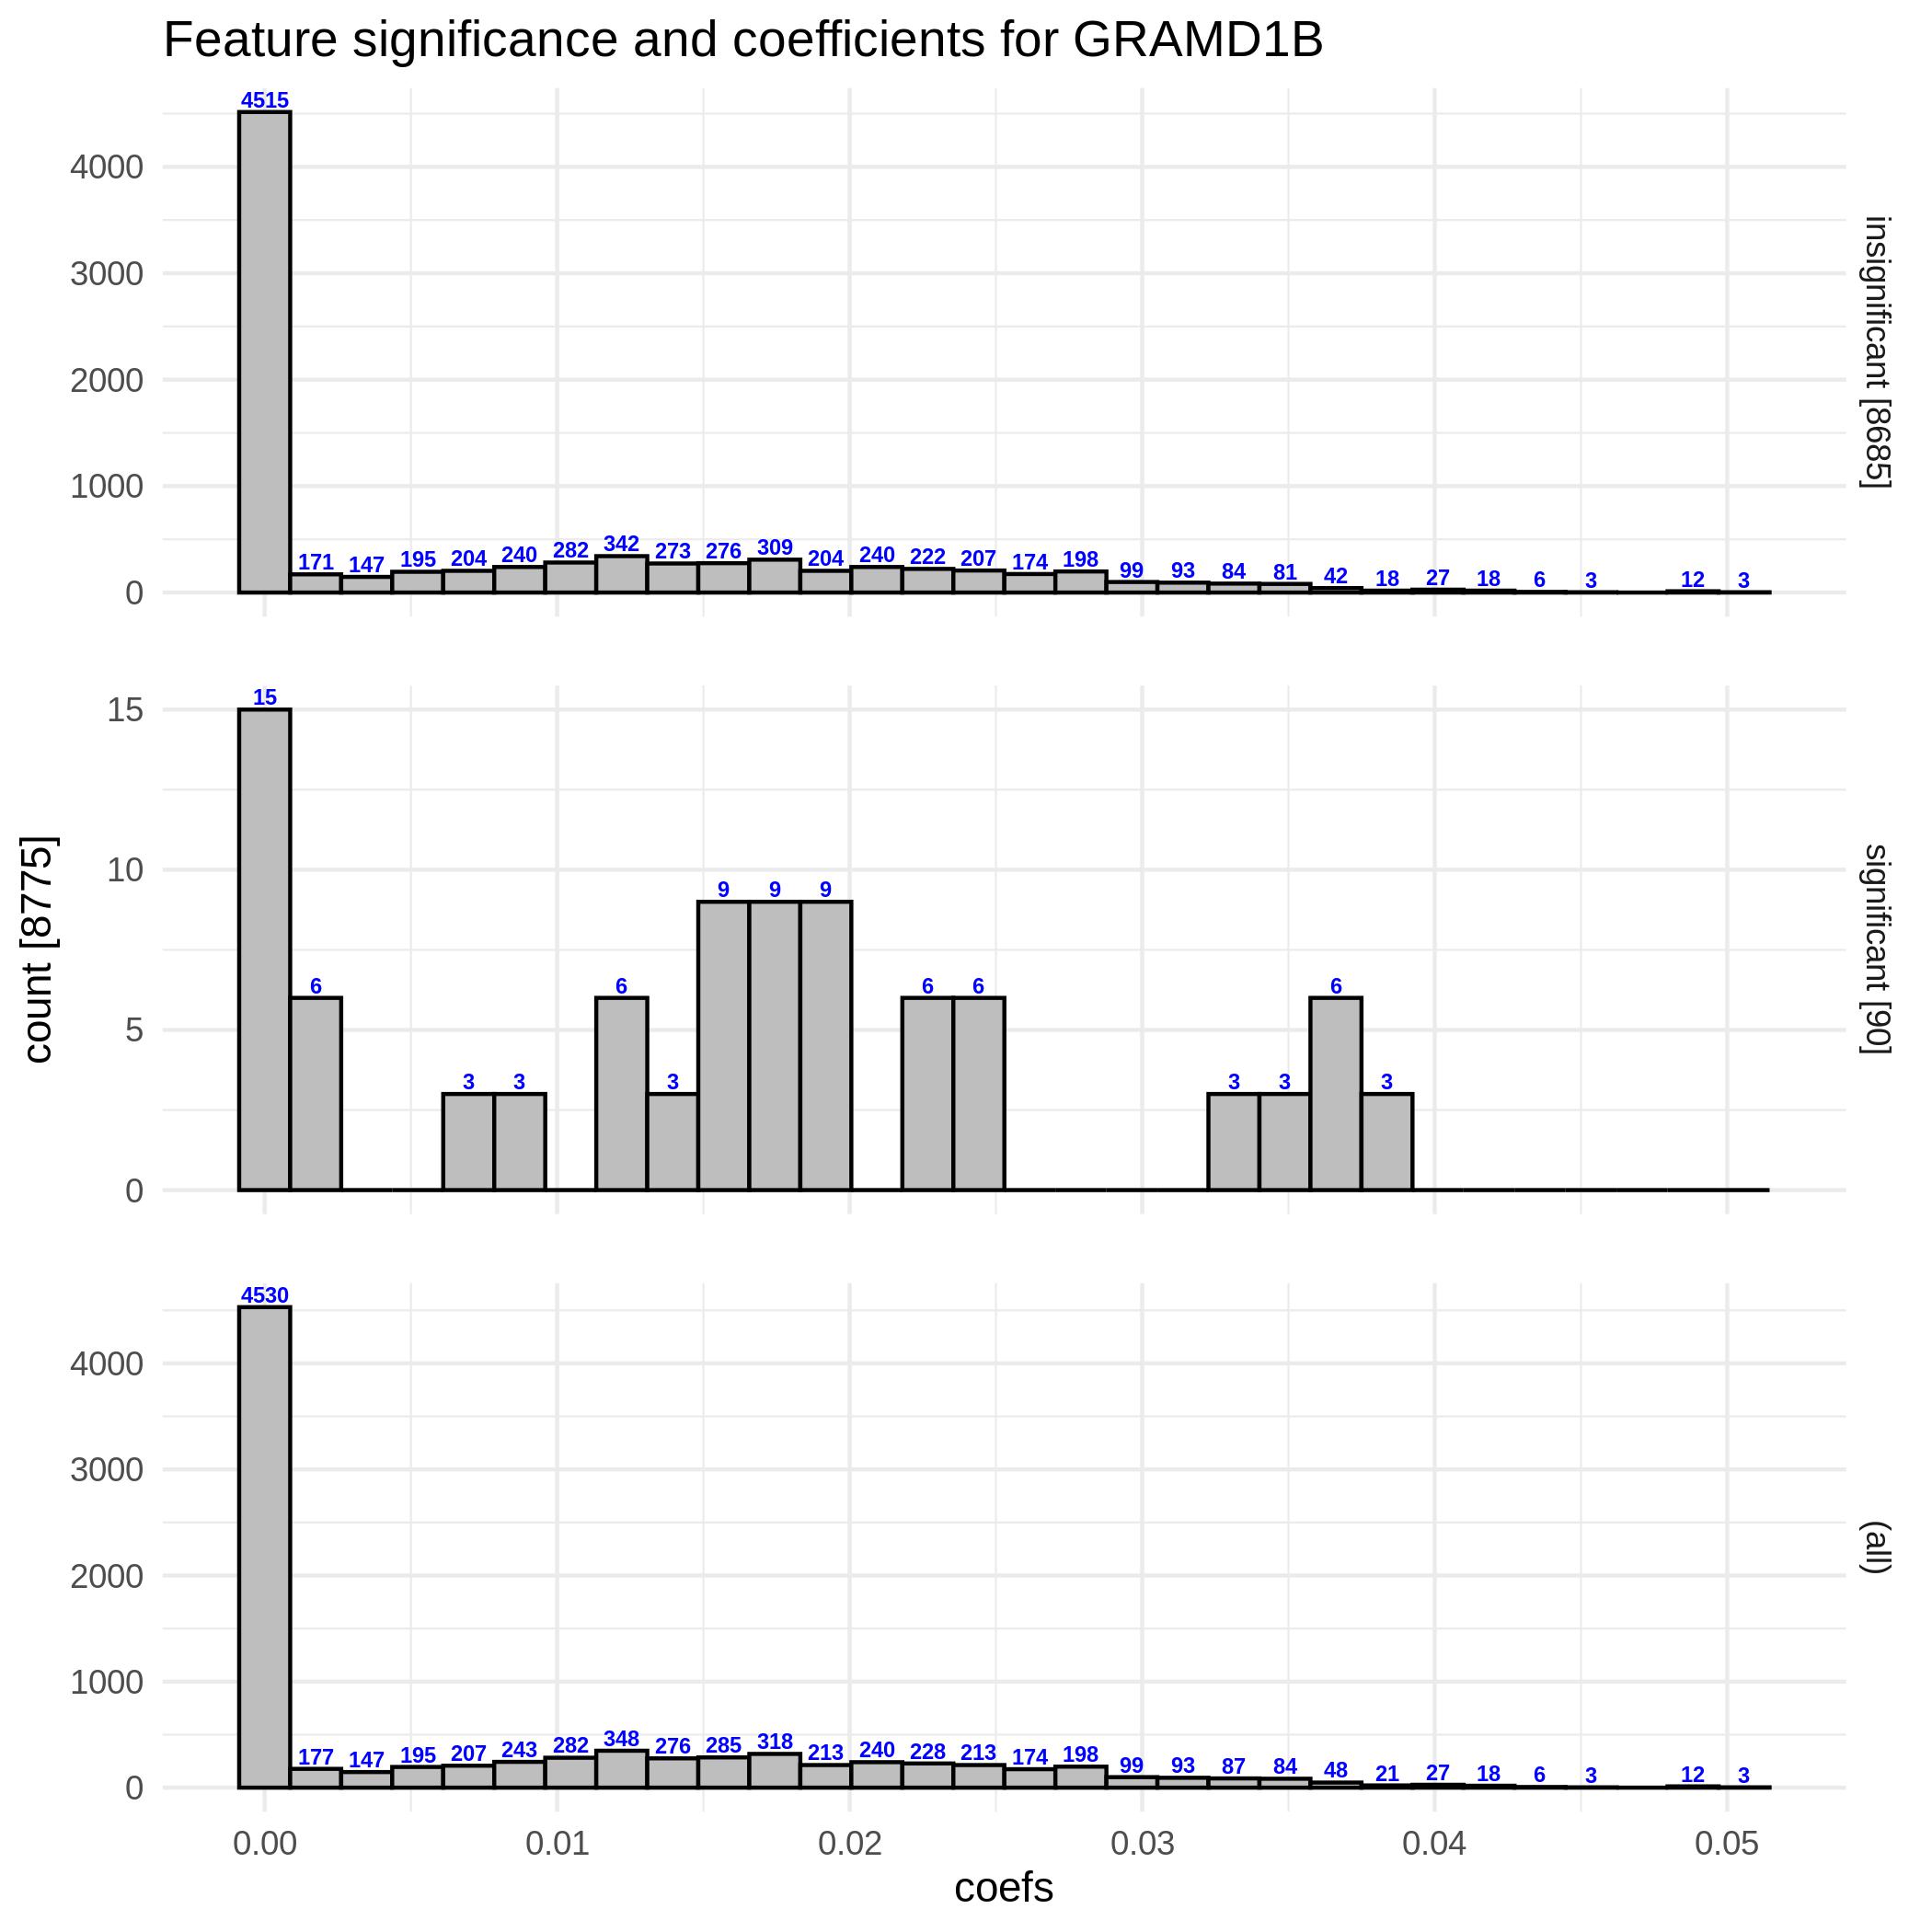 Feature significance and coefficients for GRAMD1B
4515
4000
3000
2000
1000
0
171 147 195 204 240 282 342 273 276 309 204 240 222 207 174 198 99 93 84 81 42 18 27 18 6 3 12 3
insignificant [8685]
15
10
5
0
15 6 3 3 6 3 9 9 9 6 6 3 3 6 3
significant [90]
count [8775]
4530
4000
3000
2000
1000
0
177 147 195 207 243 282 348 276 285 318 213 240 228 213 174 198 99 93 87 84 48 21 27 18 6 3 12 3
(all)
0.00 0.01 0.02 0.03 0.04 0.05
coefs